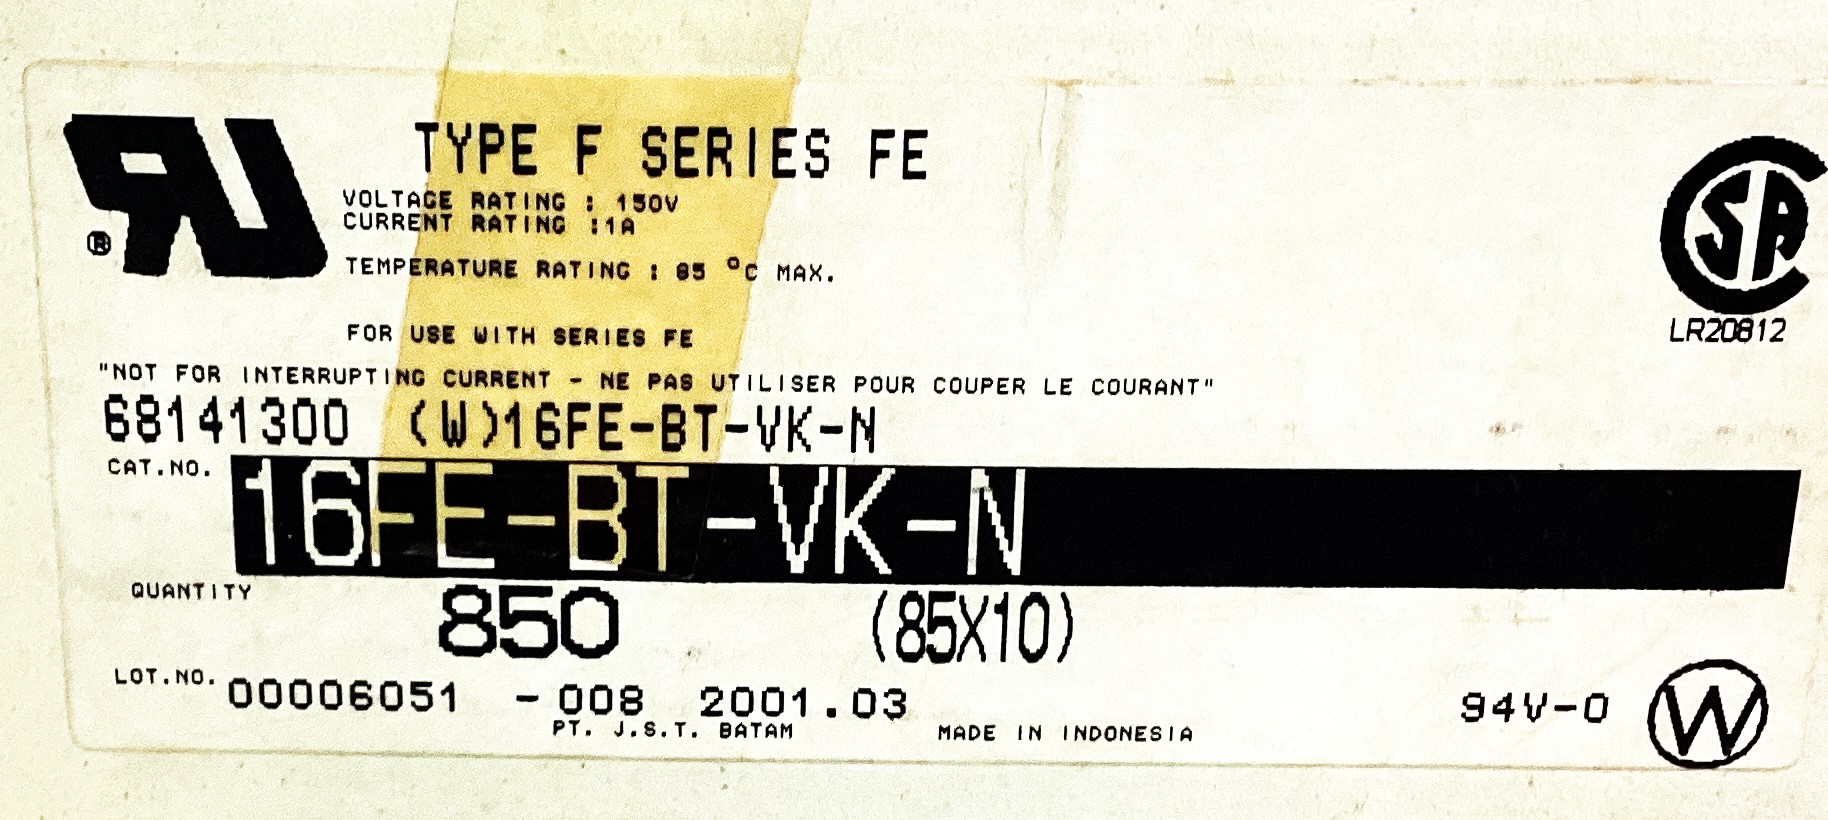 TYPE F SERIES FE
VOLTAGE RATING : 150V
CURRENT RATING :1A
TEMPERATURE RATING : 85 °C MAX.
FOR USE WITH SERIES FE
"NOT FOR INTERRUPTING CURRENT - NE PAS UTILISER POUR COUPER LE COURANT"
68141300 (W)16FE-BT-VK-N
CAT.NO. 16FE-BT-VK-N
QUANTITY 850 (85X10)
LOT.NO. 00006051 -008 2001.03
PT. J.S.T. BATAM MADE IN INDONESIA
94V-0 W
RU ®
CSA
LR20812